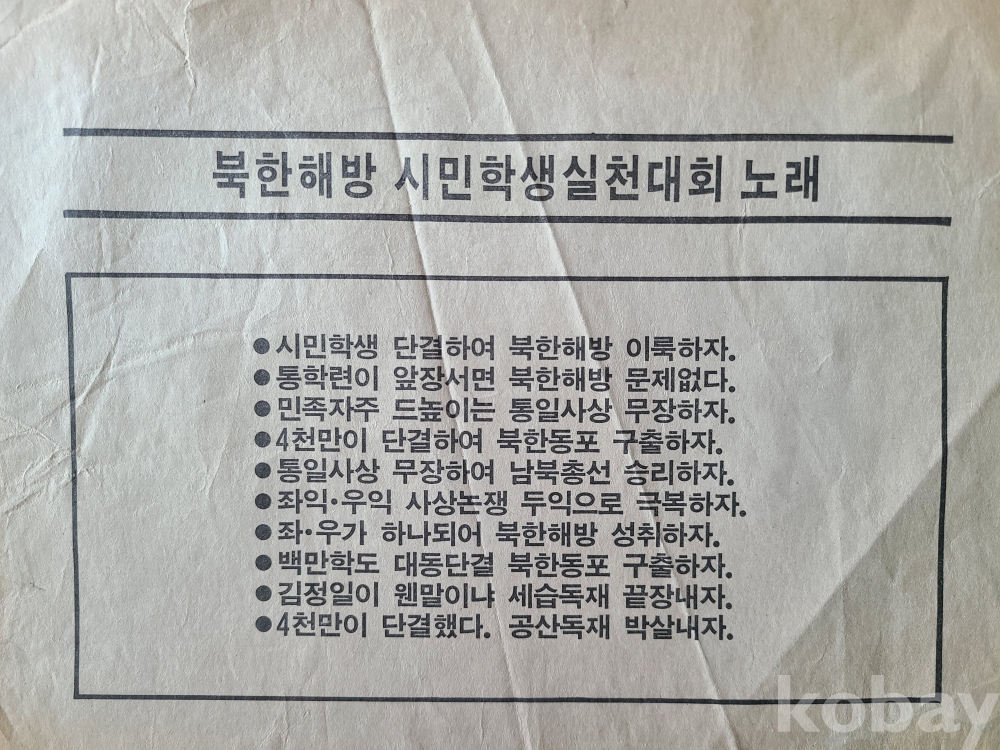 북한해방 시민학생실천대회 노래
●시민학생 단결하여 북한해방 이룩하자.
●통학련이 앞장서면 북한해방 문제없다.
●민족자주 드높이는 통일사상 무장하자.
●4천만이 단결하여 북한동포 구출하자.
●통일사상 무장하여 남북총선 승리하자.
●좌익·우익 사상논쟁 두익으로 극복하자.
●좌·우가 하나되어 북한해방 성취하자.
●백만학도 대동단결 북한동포 구출하자.
●김정일이 웬말이냐 세습독재 끝장내자.
●4천만이 단결했다. 공산독재 박살내자.
kobay